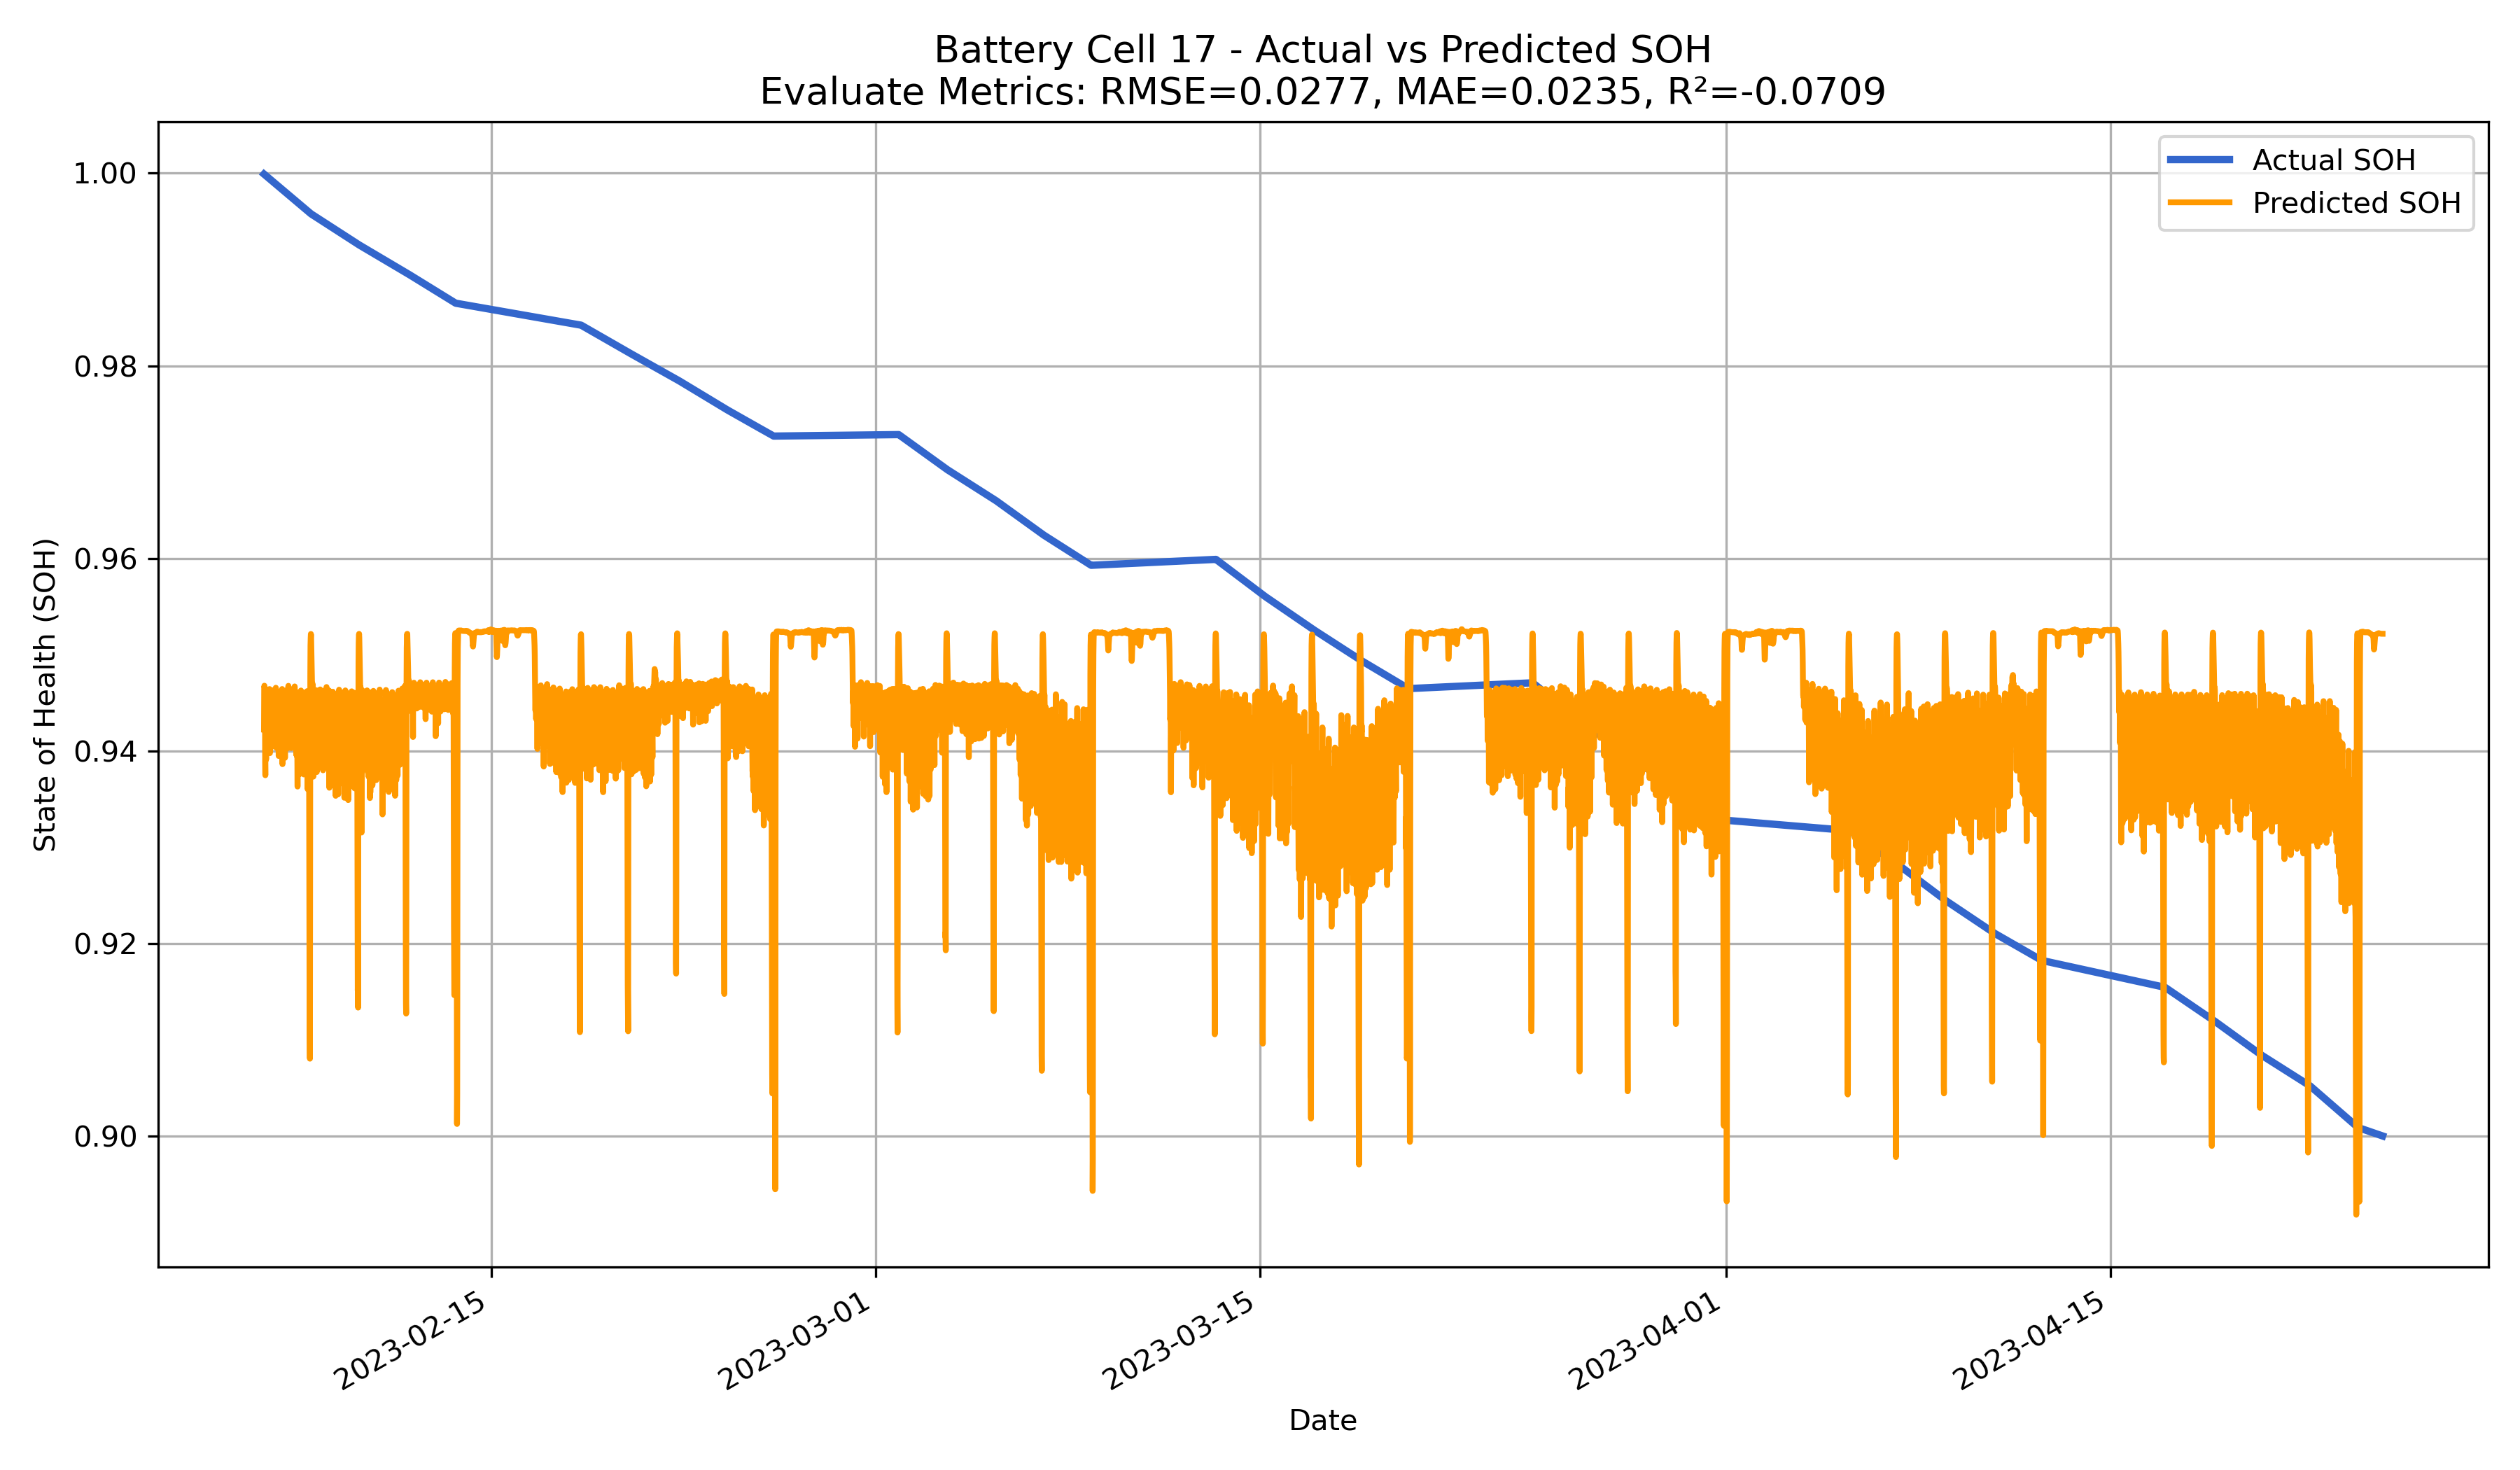 Battery Cell 17 - Actual vs Predicted SOH
Evaluate Metrics: RMSE=0.0277, MAE=0.0235, R²=-0.0709
Actual SOH
Predicted SOH
State of Health (SOH)
1.00
0.98
0.96
0.94
0.92
0.90
2023-02-15
2023-03-01
2023-03-15
2023-04-01
2023-04-15
Date